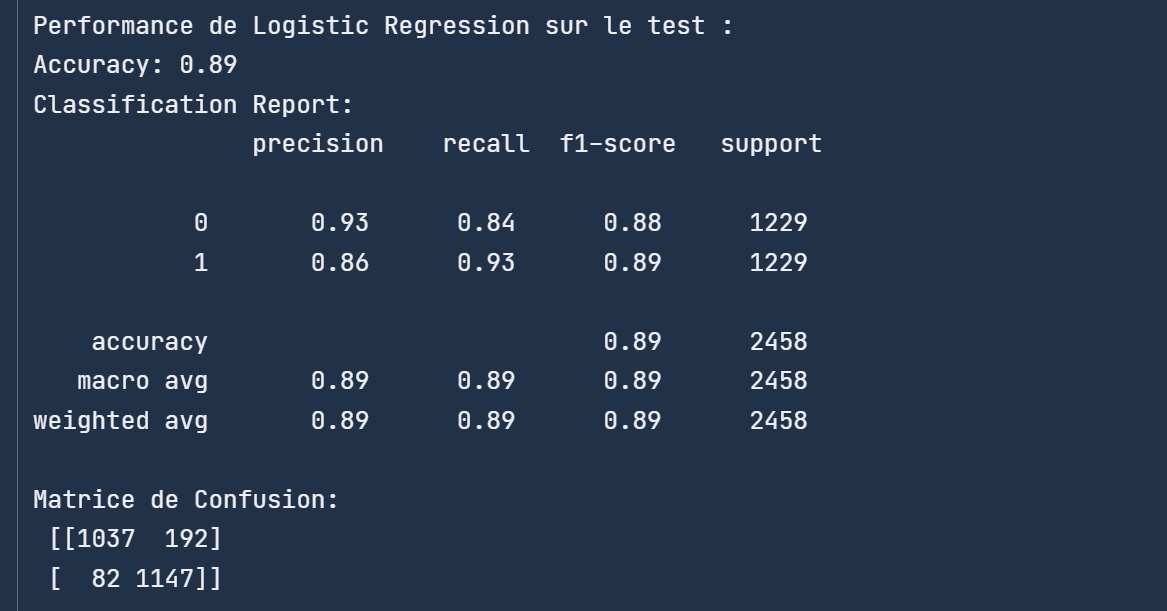 Performance de Logistic Regression sur le test :
Accuracy: 0.89
Classification Report:
precision recall f1-score support
0 0.93 0.84 0.88 1229
1 0.86 0.93 0.89 1229
accuracy 0.89 2458
macro avg 0.89 0.89 0.89 2458
weighted avg 0.89 0.89 0.89 2458
Matrice de Confusion:
[[1037 192]
[ 82 1147]]